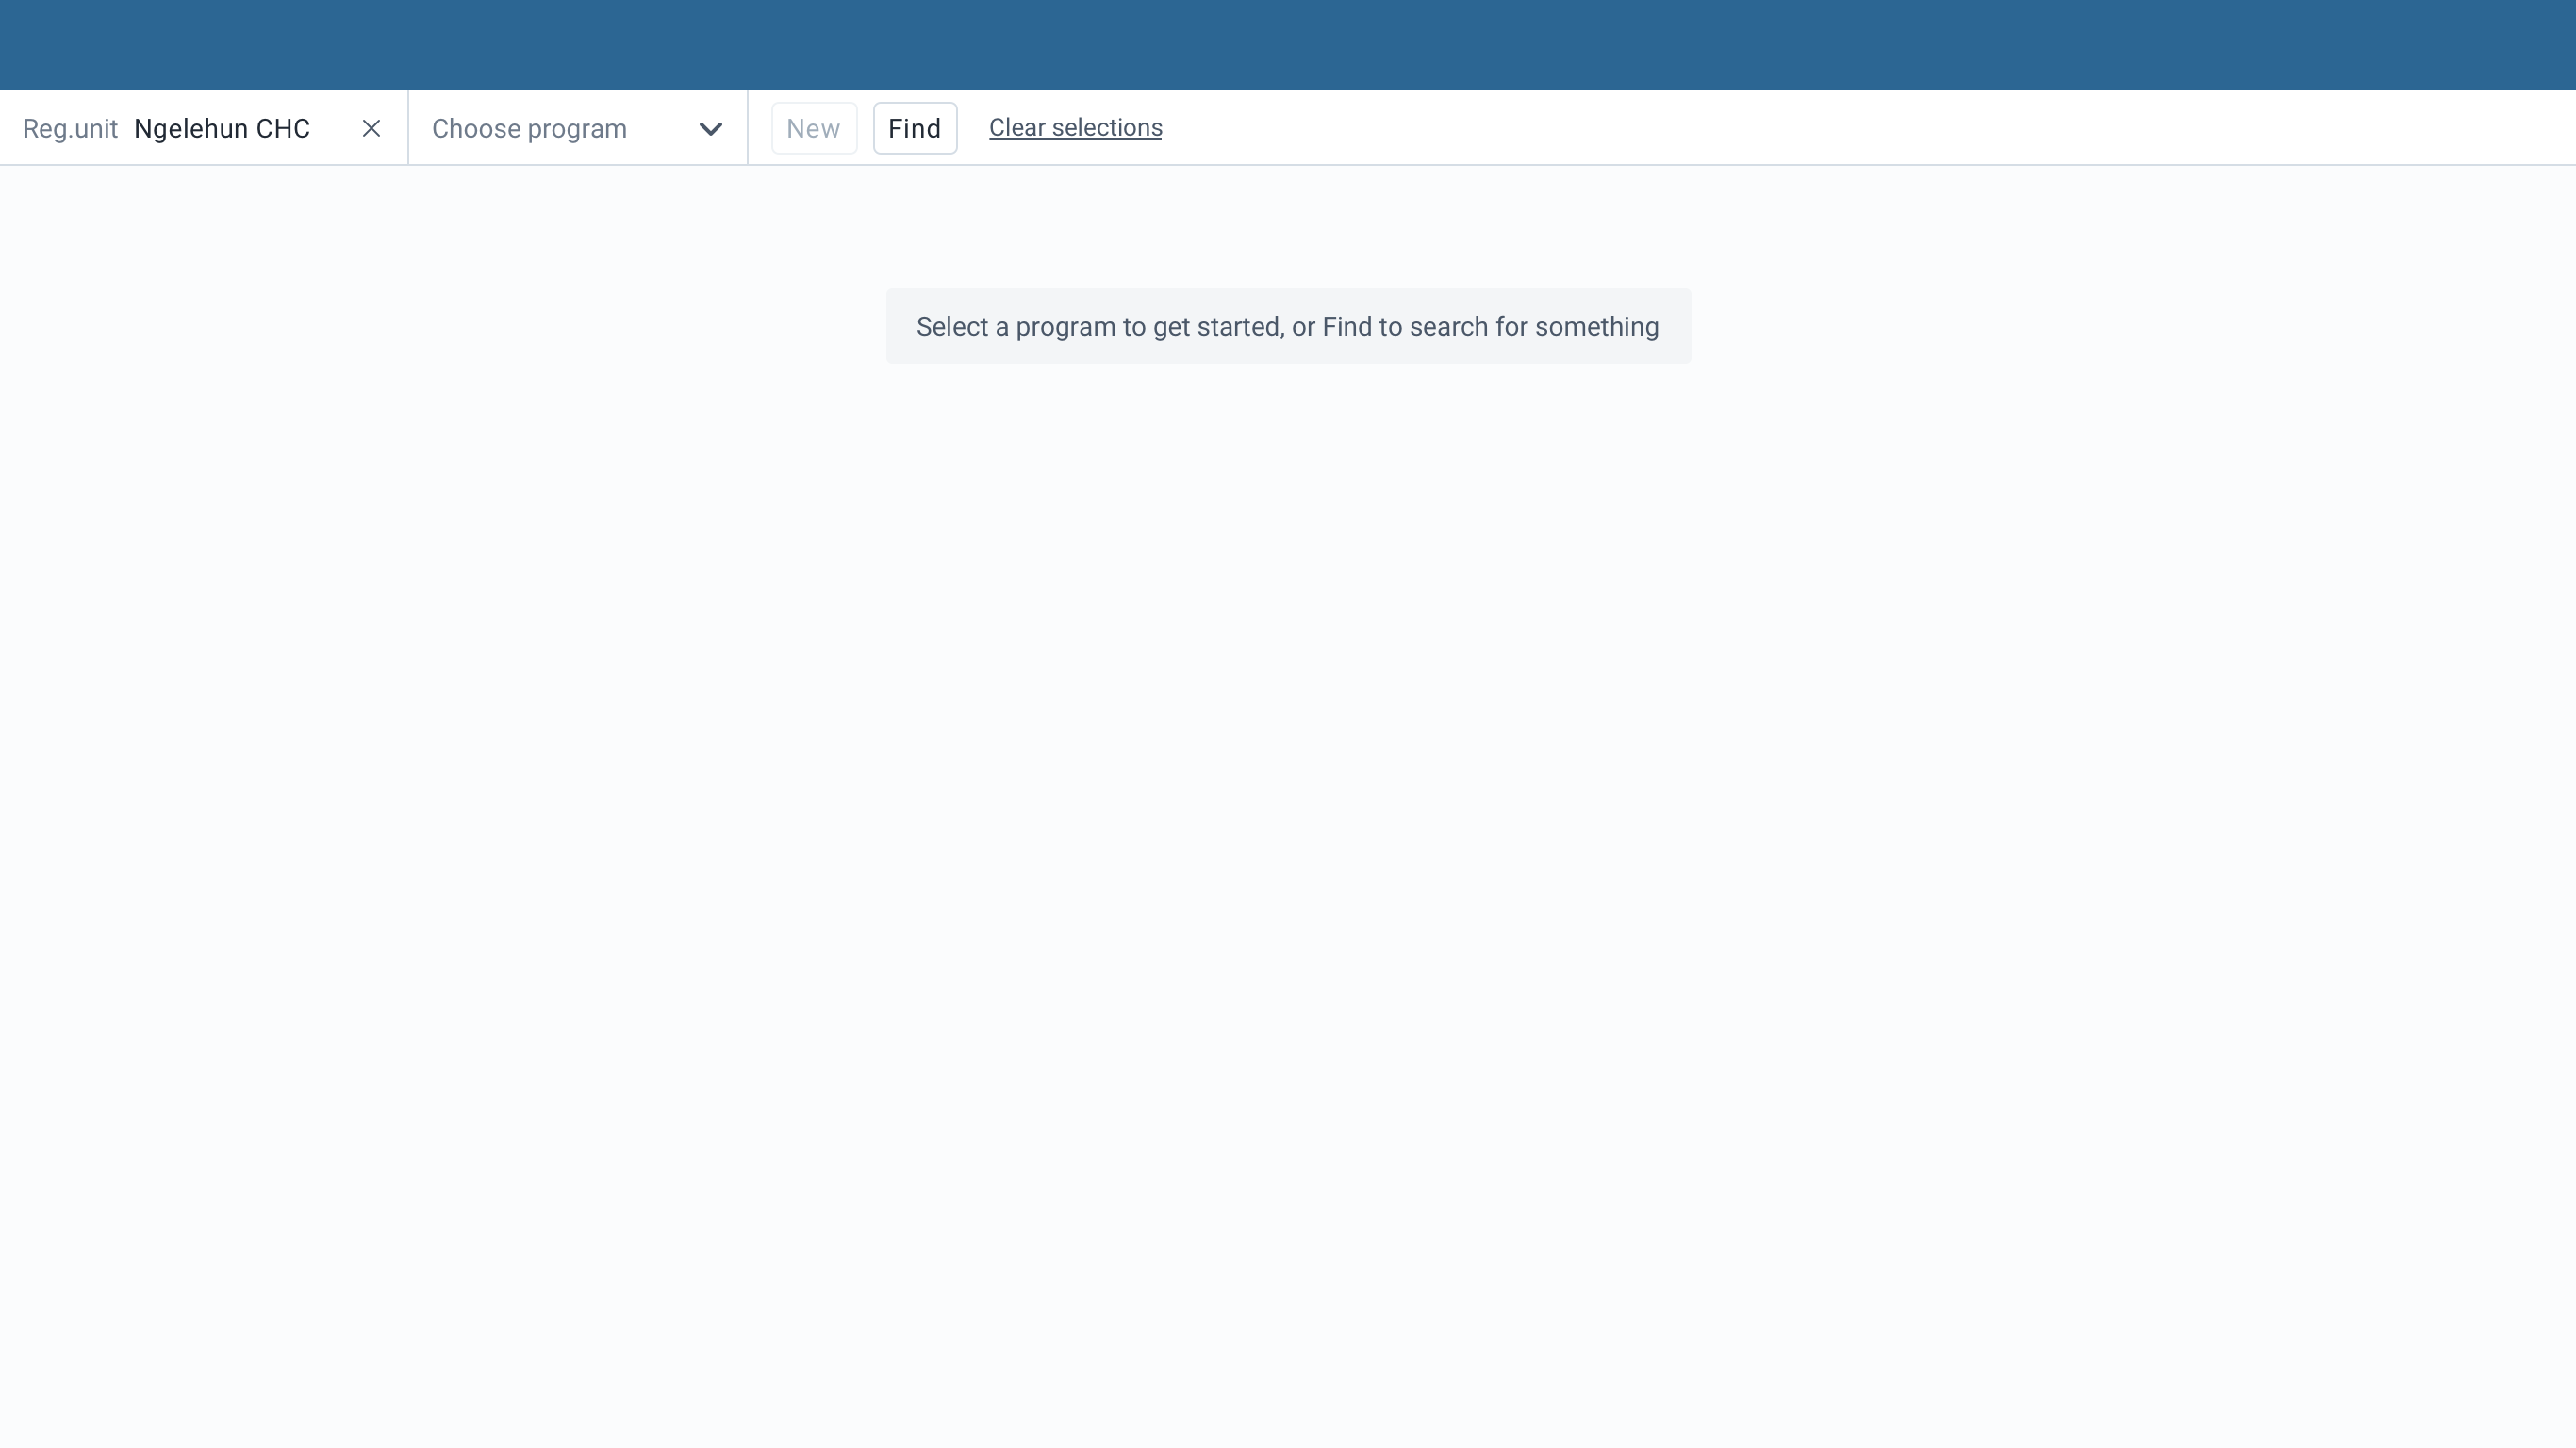 Reg.unit Ngelehun CHC Choose program New Find Clear selections
Select a program to get started, or Find to search for something